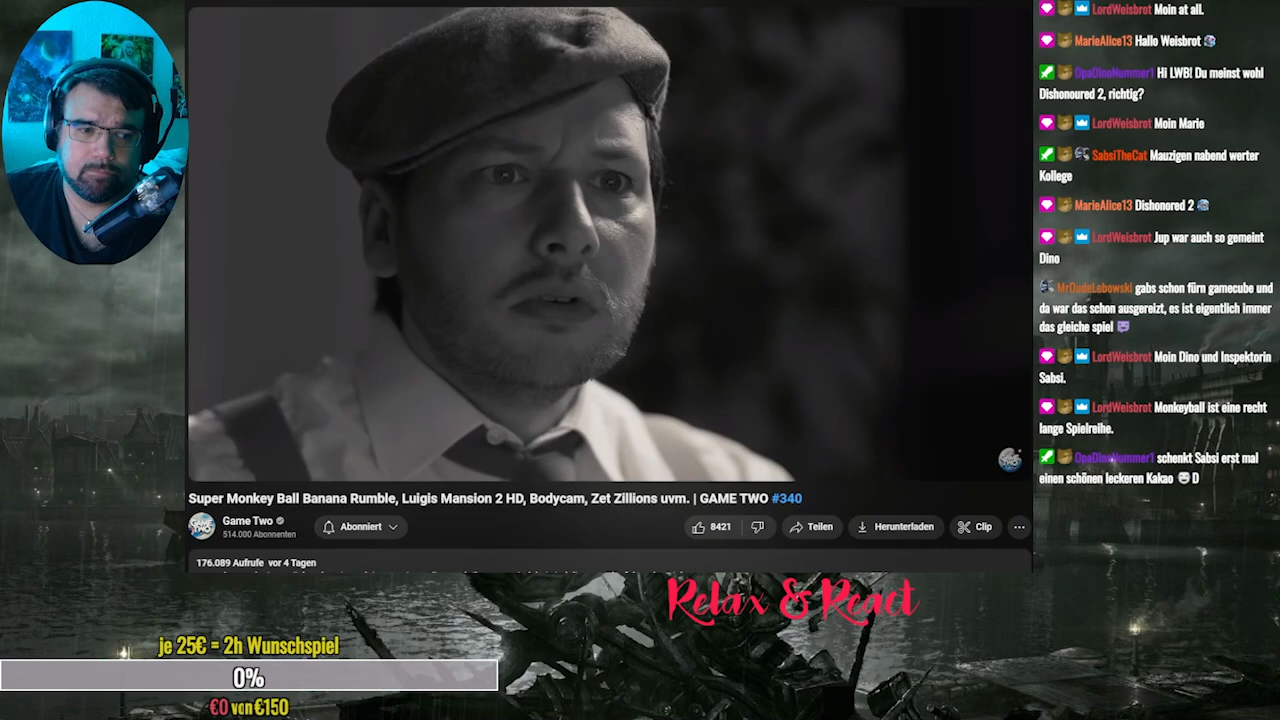 Super Monkey Ball Banana Rumble, Luigis Mansion 2 HD, Bodycam, Zet Zillions uvm. | GAME TWO #340
GAME TWO
Game Two
514.000 Abonnenten
Abonniert
8421
Teilen
Herunterladen
Clip
176.089 Aufrufe vor 4 Tagen
Relax & React
je 25€ = 2h Wunschspiel
0%
€0 von €150
LordWeisbrot Moin at all.
MarieAlice13 Hallo Weisbrot
OpaDinoNummer1 Hi LWB! Du meinst wohl
Dishonoured 2, richtig?
LordWeisbrot Moin Marie
SabsiTheCat Mauzigen nabend werter
Kollege
MarieAlice13 Dishonored 2
LordWeisbrot Jup war auch so gemeint
Dino
MrDudeLebowski gabs schon fürn gamecube und
da war das schon ausgereizt, es ist eigentlich immer
das gleiche spiel
LordWeisbrot Moin Dino und Inspektorin
Sabsi.
LordWeisbrot Monkeyball ist eine recht
lange Spielreihe.
OpaDinoNummer1 schenkt Sabsi erst mal
einen schönen leckeren Kakao D